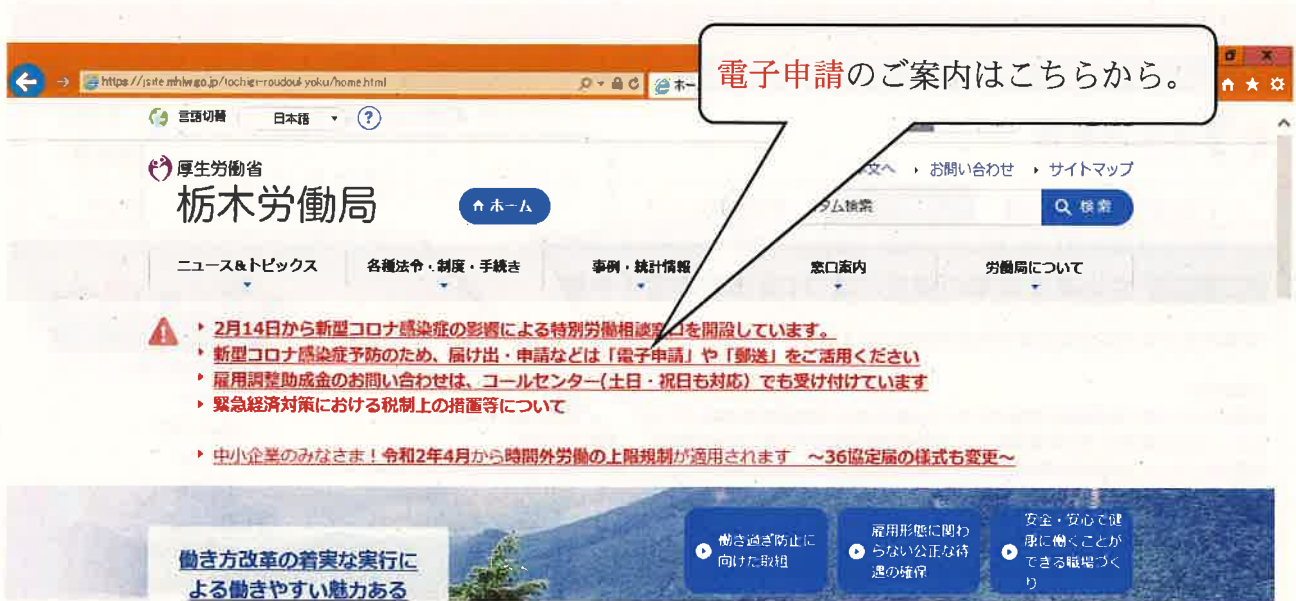 電子申請のご案内はこちらから。
https://jsite.mhlw.go.jp/tochigi-roudoukyoku/home.html
ホー
言語切替 日本語 ?
厚生労働省
栃木労働局
ホーム
文へ お問い合わせ サイトマップ
タム検索 検索
ニュース&トピックス 各種法令・制度・手続き 事例・統計情報 窓口案内 労働局について
2月14日から新型コロナ感染症の影響による特別労働相談窓口を開設しています。
新型コロナ感染症予防のため、届け出・申請などは「電子申請」や「郵送」をご活用ください
雇用調整助成金のお問い合わせは、コールセンター(土日・祝日も対応）でも受け付けています
緊急経済対策における税制上の措置等について
中小企業のみなさま！令和2年4月から時間外労働の上限規制が適用されます ～36協定届の様式も変更～
働き方改革の着実な実行に
よる働きやすい魅力ある
働き過ぎ防止に
向けた取組
雇用形態に関わ
らない公正な待
遇の確保
安全・安心で健
康に働くことが
できる職場づく
り